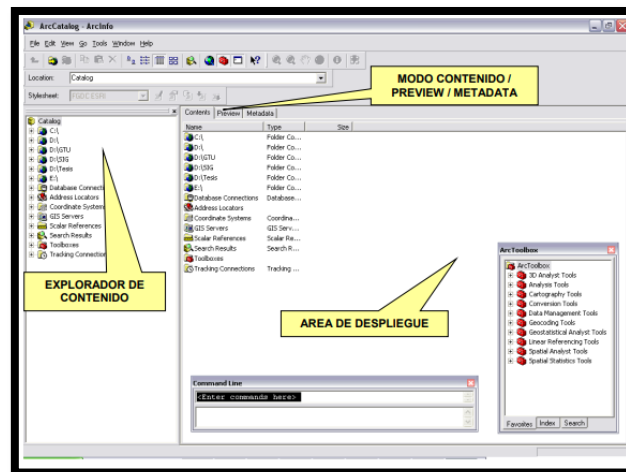 ArcCatalog - ArcInfo
File Edit View Go Tools Window Help
Location: Catalog
Stylesheet: FGDC ESRI
MODO CONTENIDO /
PREVIEW / METADATA
Contents Preview Metadata
Catalog
C:\
D:\
D:\GTU
D:\SIG
D:\Tesis
E:\
Database Connecti
Address Locators
Coordinate System
GIS Servers
Scalar References
Search Results
Toolboxes
Tracking Connection
EXPLORADOR DE
CONTENIDO
Name Type Size
C:\ Folder Co...
D:\ Folder Co...
D:\GTU Folder Co...
D:\SIG Folder Co...
D:\Tesis Folder Co...
E:\ Folder Co...
Database Connections Database...
Address Locators
Coordinate Systems Coordina...
GIS Servers GIS Serv...
Scalar References Scalar Re...
Search Results Search R...
Toolboxes
Tracking Connections Tracking ...
AREA DE DESPLIEGUE
ArcToolbox
ArcToolbox
3D Analyst Tools
Analysis Tools
Cartography Tools
Conversion Tools
Data Management Tools
Geocoding Tools
Geostatistical Analyst Tools
Linear Referencing Tools
Spatial Analyst Tools
Spatial Statistics Tools
Favorites Index Search
Command Line
<Enter commands here>